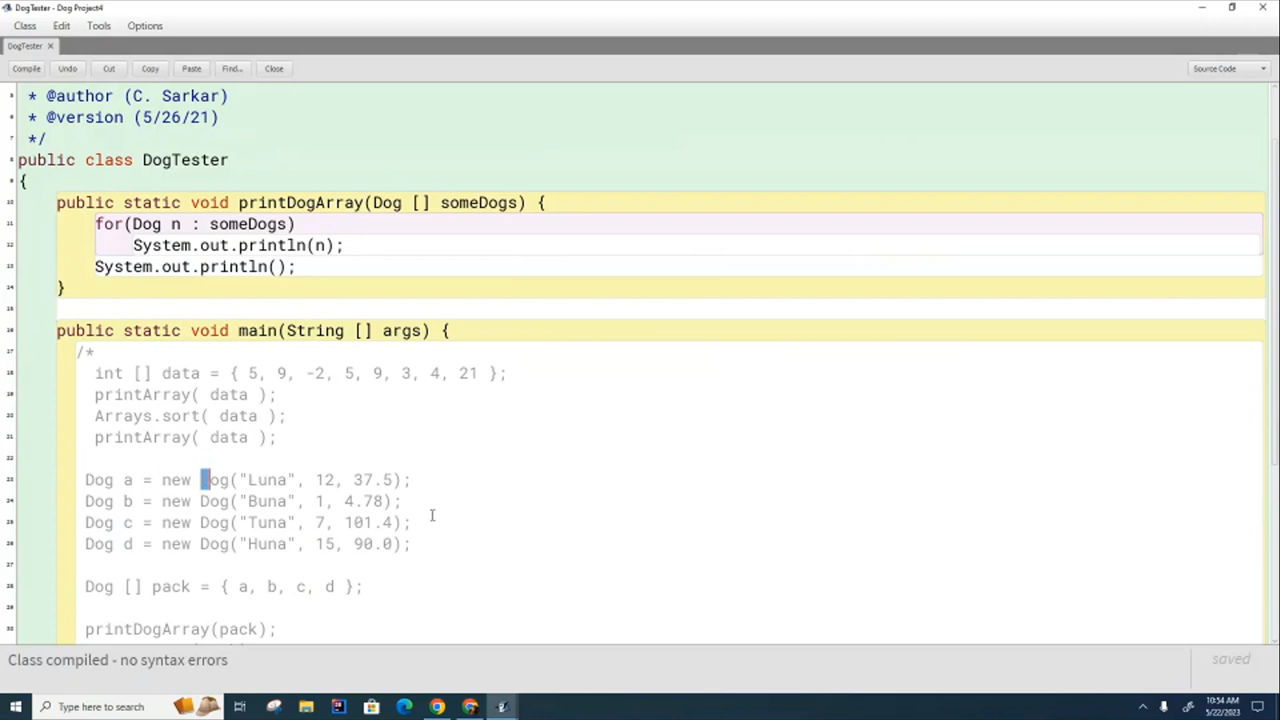 DogTester - Dog Project4
Class Edit Tools Options
DogTester ×
Compile Undo Cut Copy Paste Find... Close Source Code
* @author (C. Sarkar)
* @version (5/26/21)
*/
public class DogTester
{
public static void printDogArray(Dog [] someDogs) {
for(Dog n : someDogs)
System.out.println(n);
System.out.println();
}
public static void main(String [] args) {
/*
int [] data = { 5, 9, -2, 5, 9, 3, 4, 21 };
printArray( data );
Arrays.sort( data );
printArray( data );
Dog a = new Dog("Luna", 12, 37.5);
Dog b = new Dog("Buna", 1, 4.78);
Dog c = new Dog("Tuna", 7, 101.4);
Dog d = new Dog("Huna", 15, 90.0);
Dog [] pack = { a, b, c, d };
printDogArray(pack);
Class compiled - no syntax errors
saved
Type here to search
10:54 AM
5/22/2023